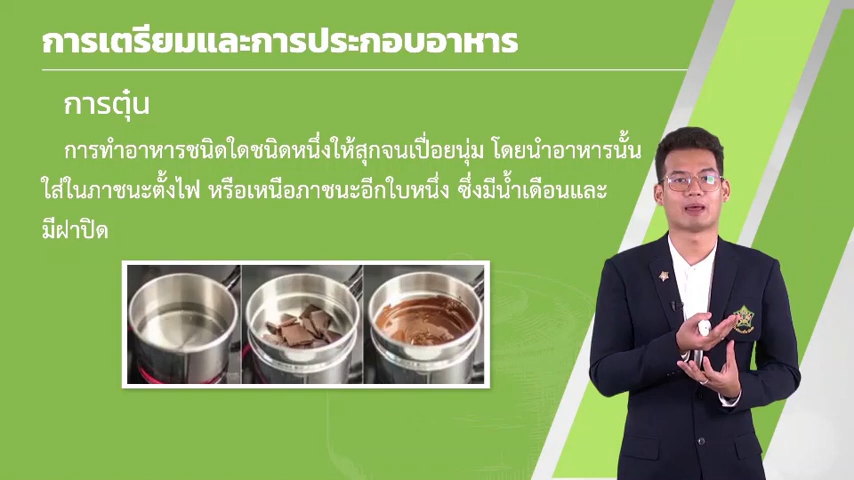 การเตรียมและการประกอบอาหาร
การตุ๋น
การทำอาหารชนิดใดชนิดหนึ่งให้สุกจนเปื่อยนุ่ม โดยนำอาหารนั้น
ใส่ในภาชนะตั้งไฟ หรือเหนือภาชนะอีกใบหนึ่ง ซึ่งมีน้ำเดือนและ
มีฝาปิด